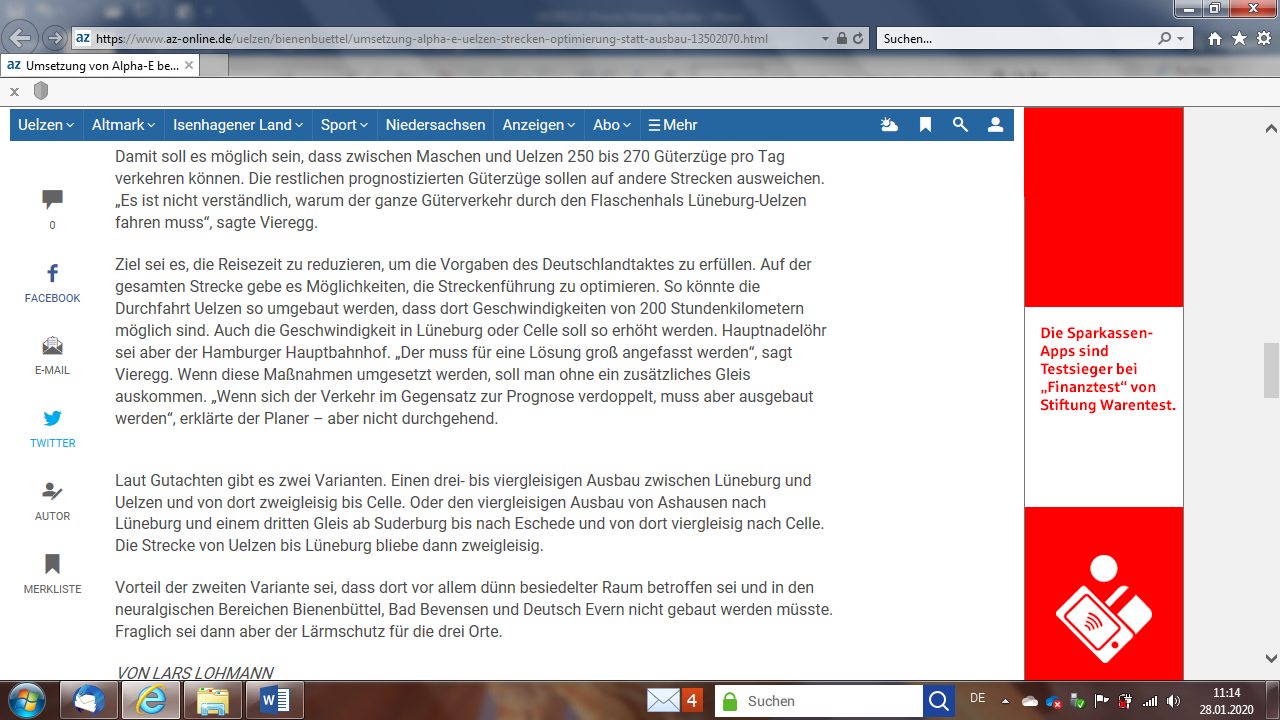 https://www.az-online.de/uelzen/bienenbuettel/umsetzung-alpha-e-uelzen-strecken-optimierung-statt-ausbau-13502070.html
Suchen...
az Umsetzung von Alpha-E be...
Uelzen Altmark Isenhagener Land Sport Niedersachsen Anzeigen Abo Mehr
Damit soll es möglich sein, dass zwischen Maschen und Uelzen 250 bis 270 Güterzüge pro Tag
verkehren können. Die restlichen prognostizierten Güterzüge sollen auf andere Strecken ausweichen.
„Es ist nicht verständlich, warum der ganze Güterverkehr durch den Flaschenhals Lüneburg-Uelzen
fahren muss“, sagte Vieregg.
Ziel sei es, die Reisezeit zu reduzieren, um die Vorgaben des Deutschlandtaktes zu erfüllen. Auf der
gesamten Strecke gebe es Möglichkeiten, die Streckenführung zu optimieren. So könnte die
Durchfahrt Uelzen so umgebaut werden, dass dort Geschwindigkeiten von 200 Stundenkilometern
möglich sind. Auch die Geschwindigkeit in Lüneburg oder Celle soll so erhöht werden. Hauptnadelöhr
sei aber der Hamburger Hauptbahnhof. „Der muss für eine Lösung groß angefasst werden“, sagt
Vieregg. Wenn diese Maßnahmen umgesetzt werden, soll man ohne ein zusätzliches Gleis
auskommen. „Wenn sich der Verkehr im Gegensatz zur Prognose verdoppelt, muss aber ausgebaut
werden“, erklärte der Planer – aber nicht durchgehend.
Laut Gutachten gibt es zwei Varianten. Einen drei- bis viergleisigen Ausbau zwischen Lüneburg und
Uelzen und von dort zweigleisig bis Celle. Oder den viergleisigen Ausbau von Ashausen nach
Lüneburg und einem dritten Gleis ab Suderburg bis nach Eschede und von dort viergleisig nach Celle.
Die Strecke von Uelzen bis Lüneburg bliebe dann zweigleisig.
Vorteil der zweiten Variante sei, dass dort vor allem dünn besiedelter Raum betroffen sei und in den
neuralgischen Bereichen Bienenbüttel, Bad Bevensen und Deutsch Evern nicht gebaut werden müsste.
Fraglich sei dann aber der Lärmschutz für die drei Orte.
VON LARS LOHMANN
0
FACEBOOK
E-MAIL
TWITTER
AUTOR
MERKLISTE
Die Sparkassen-
Apps sind
Testsieger bei
„Finanztest“ von
Stiftung Warentest.
4
Suchen
DE
11:14
28.01.2020